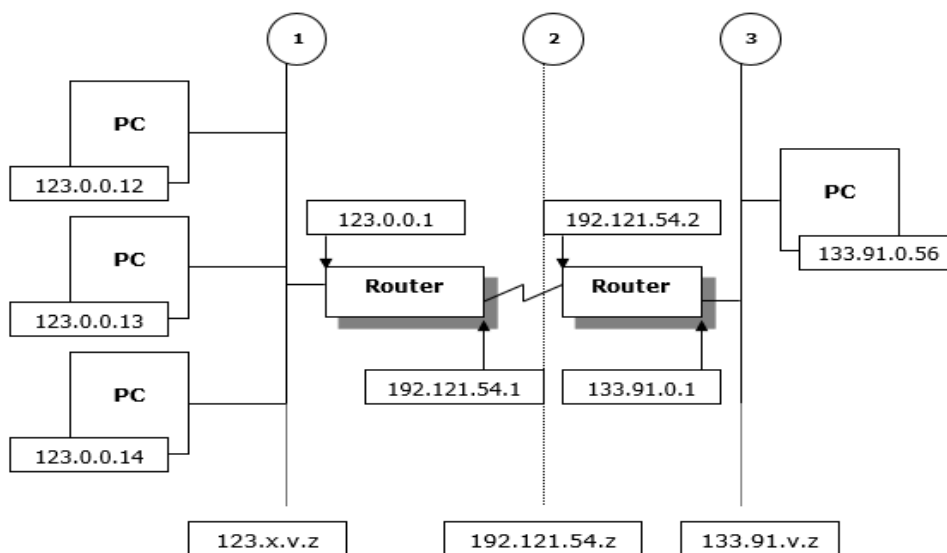 1
2
3
PC
123.0.0.12
PC
133.91.0.56
123.0.0.1
192.121.54.2
PC
123.0.0.13
Router
Router
PC
123.0.0.14
192.121.54.1
133.91.0.1
123.x.v.z
192.121.54.z
133.91.v.z